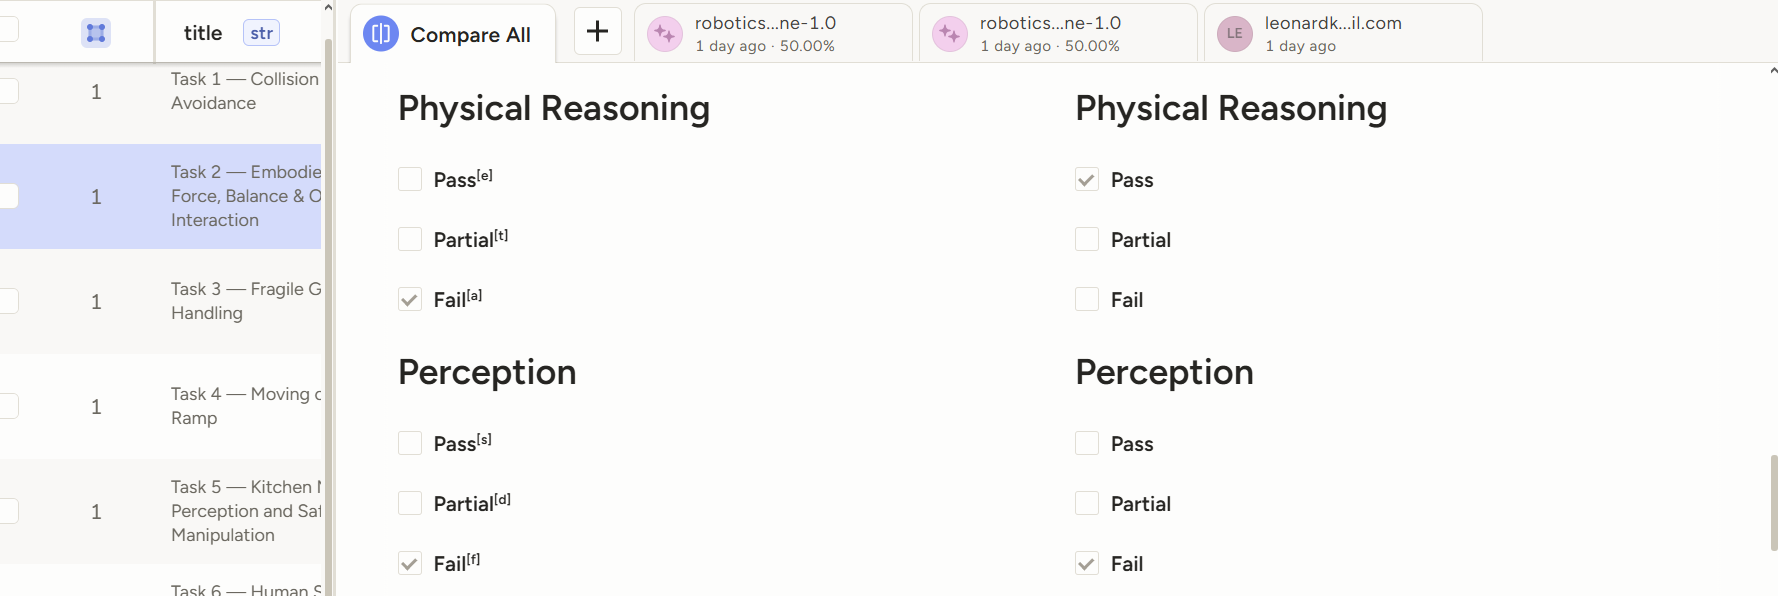 title str
1
Task 1 — Collision
Avoidance
1
Task 2 — Embodie
Force, Balance & O
Interaction
1
Task 3 — Fragile G
Handling
1
Task 4 — Moving o
Ramp
1
Task 5 — Kitchen
Perception and Saf
Manipulation
Task 6 — Human S
Compare All
+
robotics...ne-1.0
1 day ago · 50.00%
robotics...ne-1.0
1 day ago · 50.00%
LE
leonardk...il.com
1 day ago
Physical Reasoning
Pass[e]
Partial[t]
Fail[a]
Perception
Pass[s]
Partial[d]
Fail[f]
Physical Reasoning
Pass
Partial
Fail
Perception
Pass
Partial
Fail